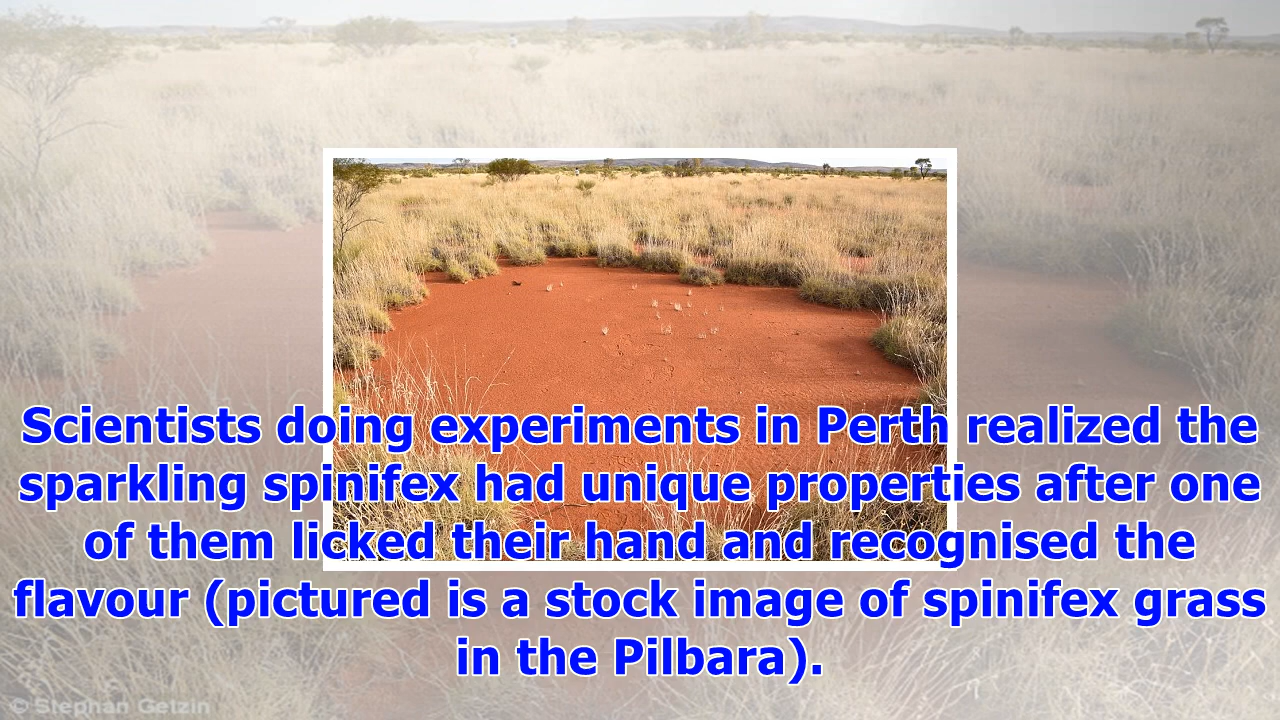 Scientists doing experiments in Perth realized the
sparkling spinifex had unique properties after one
of them licked their hand and recognised the
flavour (pictured is a stock image of spinifex grass
in the Pilbara).
© Stephan Getzin